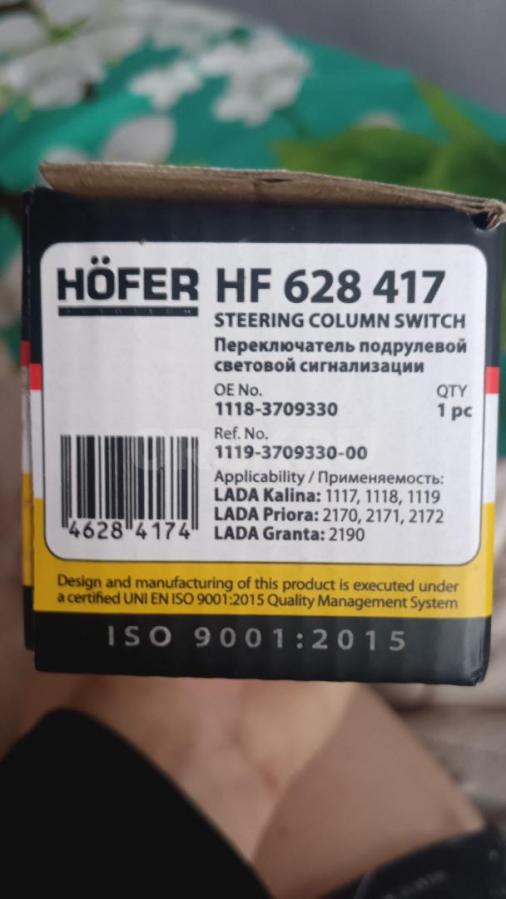 HÖFER
HF 628 417
STEERING COLUMN SWITCH
Переключатель подрулевой
световой сигнализации
OE No.
QTY
1118-3709330
1 pc
Ref. No.
1119-3709330-00
Applicability / Применяемость:
LADA Kalina: 1117, 1118, 1119
LADA Priora: 2170, 2171, 2172
LADA Granta: 2190
4628 4174
Design and manufacturing of this product is executed under
a certified UNI EN ISO 9001:2015 Quality Management System
ISO 9001:2015